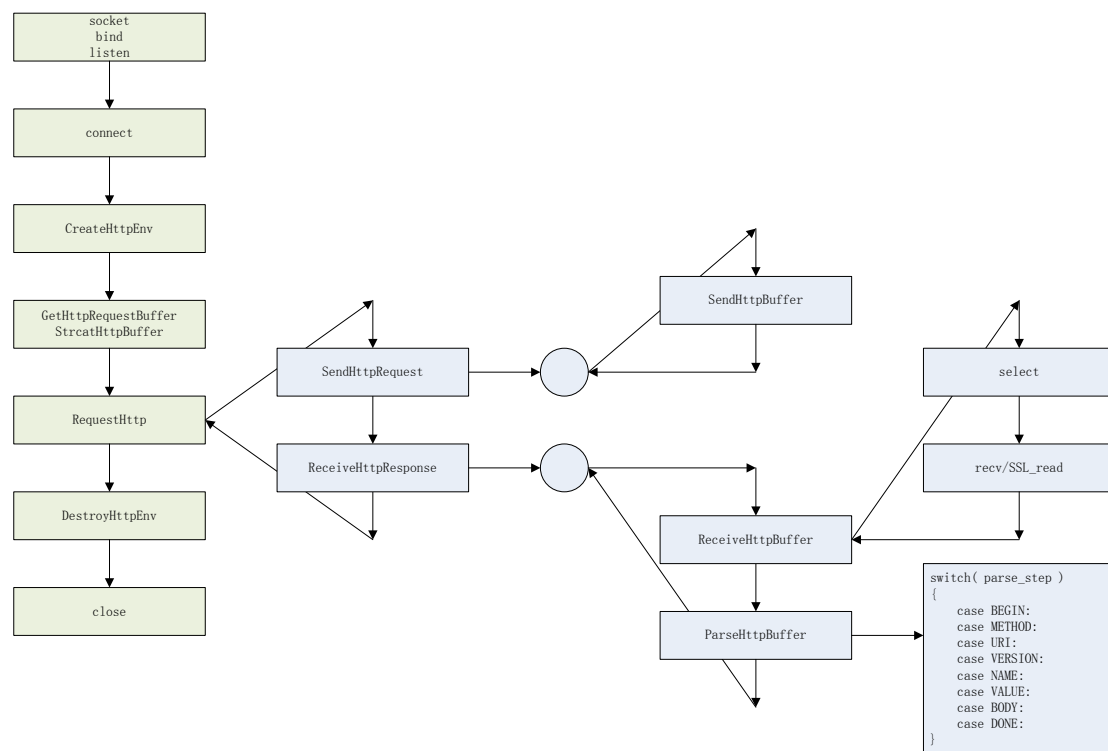 socket
bind
listen
connect
CreateHttpEnv
GetHttpRequestBuffer
StrcatHttpBuffer
RequestHttp
DestroyHttpEnv
close
SendHttpRequest
ReceiveHttpResponse
SendHttpBuffer
ReceiveHttpBuffer
ParseHttpBuffer
select
recv/SSL_read
switch( parse_step )
{
    case BEGIN:
    case METHOD:
    case URI:
    case VERSION:
    case NAME:
    case VALUE:
    case BODY:
    case DONE:
}